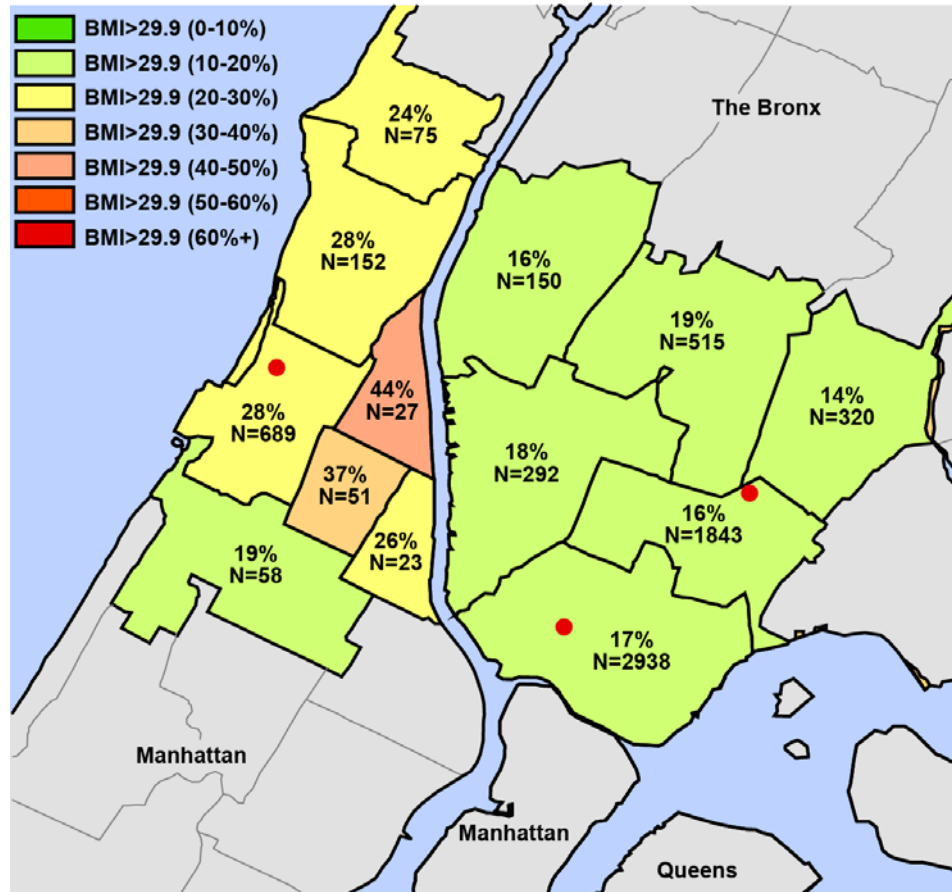 BMI>29.9 (0-10%)
BMI>29.9 (10-20%)
BMI>29.9 (20-30%)
BMI>29.9 (30-40%)
BMI>29.9 (40-50%)
BMI>29.9 (50-60%)
BMI>29.9 (60%+)
24%
N=75
The Bronx
28%
N=152
16%
N=150
19%
N=515
44%
N=27
14%
N=320
28%
N=689
18%
N=292
37%
N=51
16%
N=1843
26%
N=23
19%
N=58
17%
N=2938
Manhattan
Manhattan
Queens